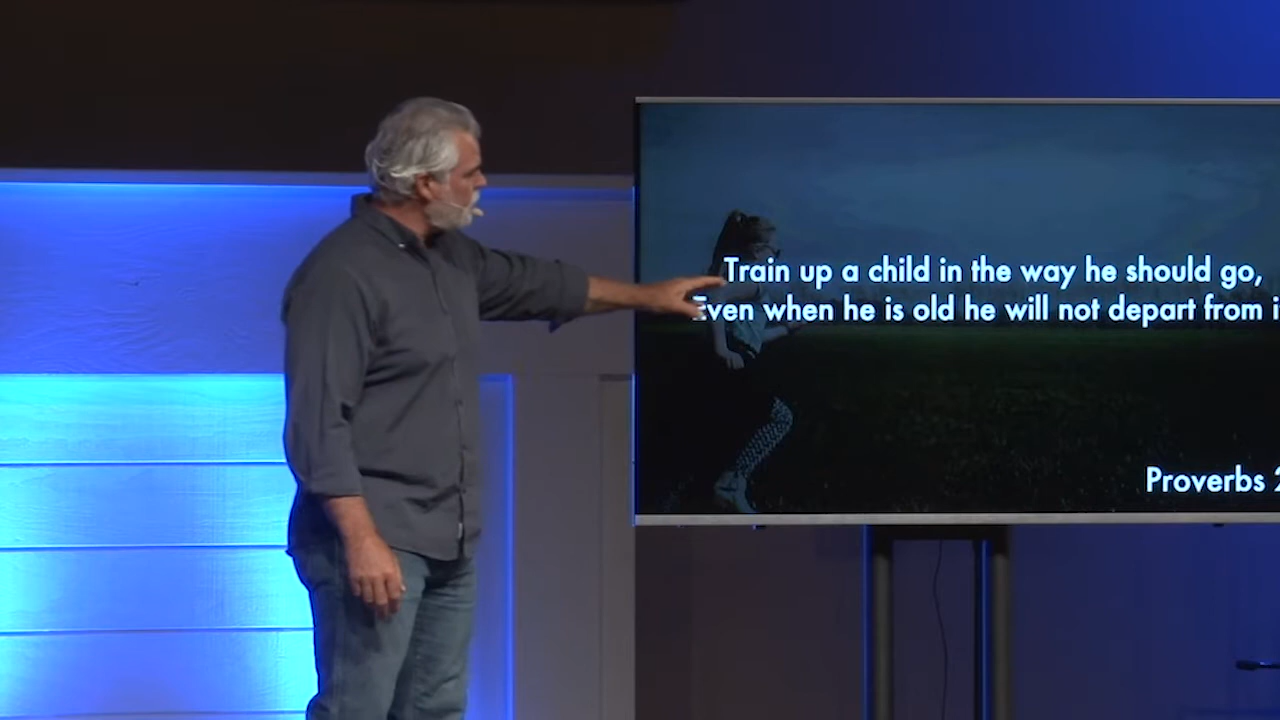 Train up a child in the way he should go,
Even when he is old he will not depart from
Proverbs